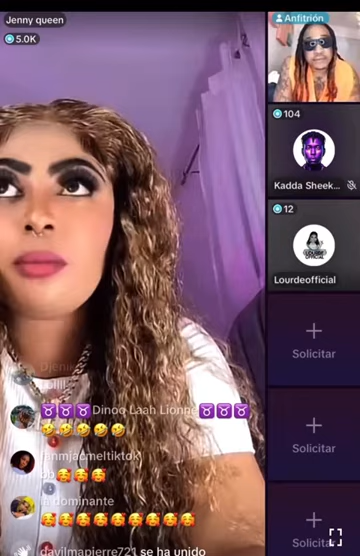 Jenny queen
5.0K
Anfitrión
104
Kadda Sheek...
12
Lourdeofficial
Solicitar
Solicitar
Solicitar
Dinoo Laah Lionne
dominante
davilmapierre721 se ha unido